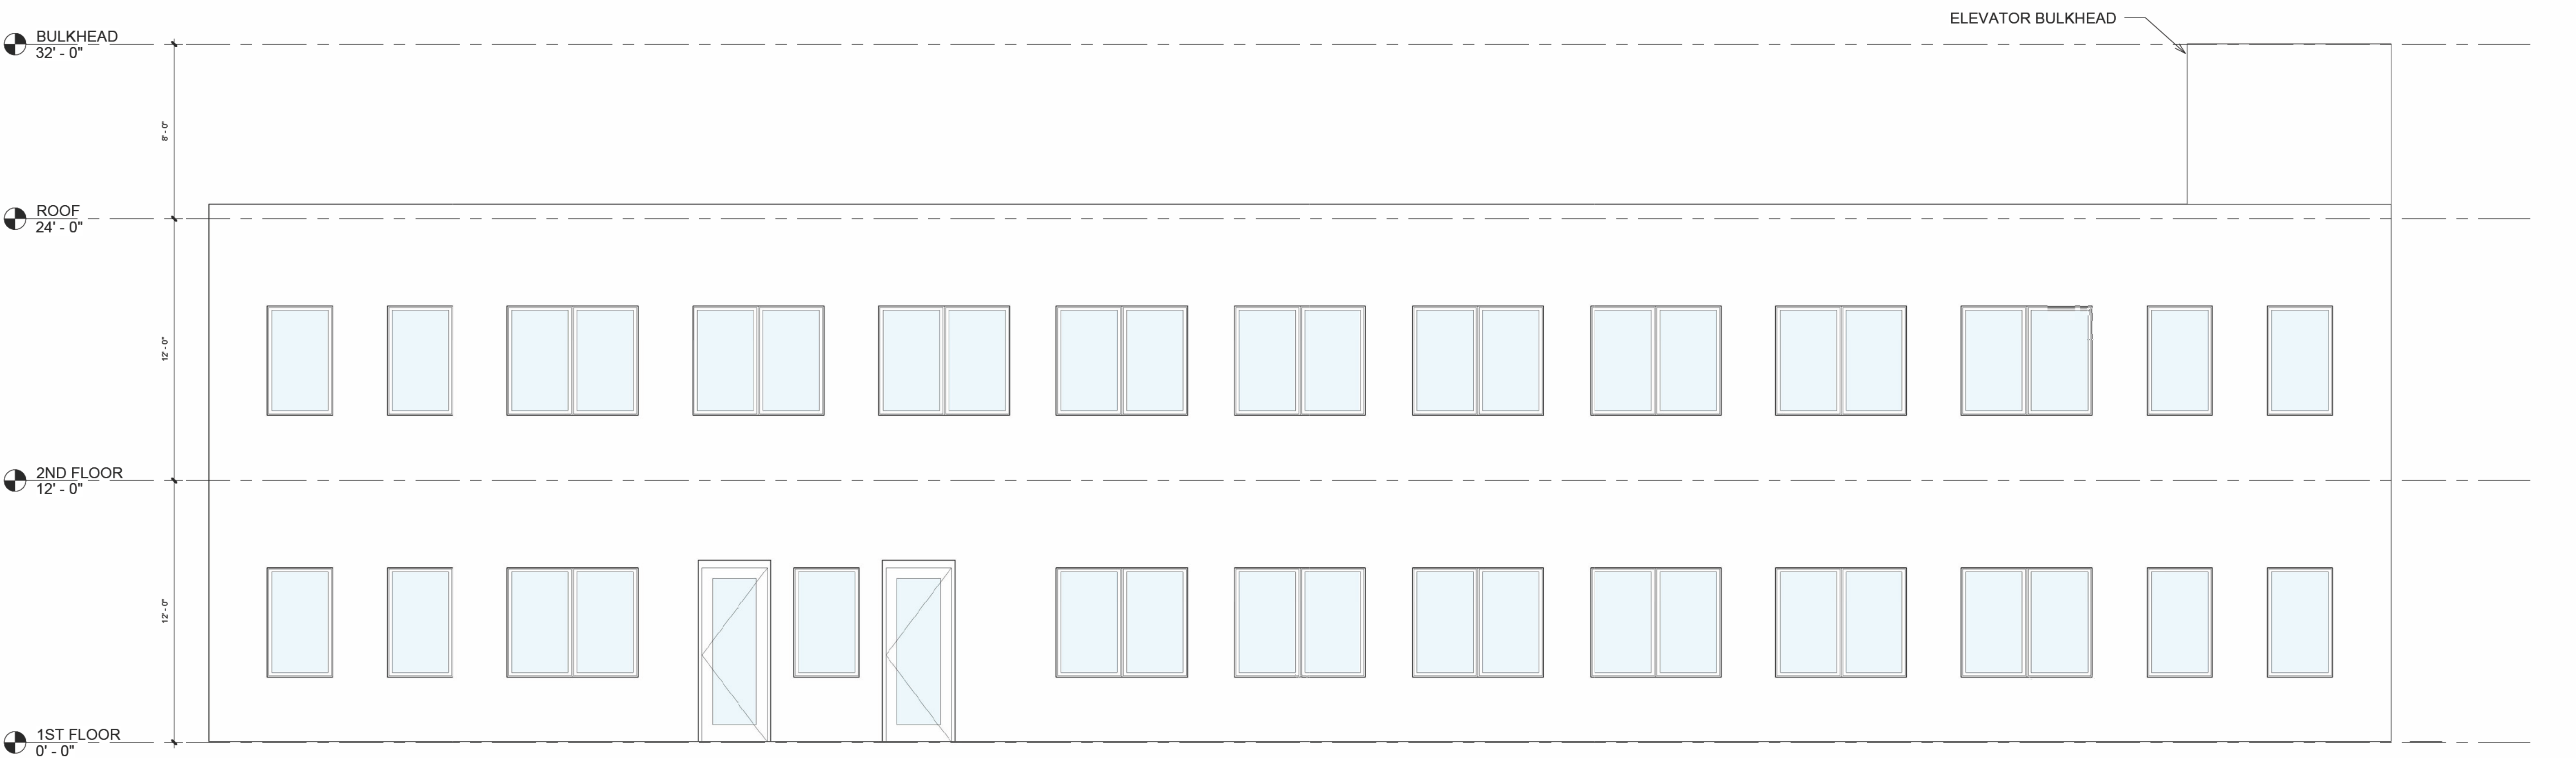 ELEVATOR BULKHEAD
BULKHEAD
32' - 0"
8' - 0"
ROOF
24' - 0"
12' - 0"
2ND FLOOR
12' - 0"
12' - 0"
1ST FLOOR
0' - 0"